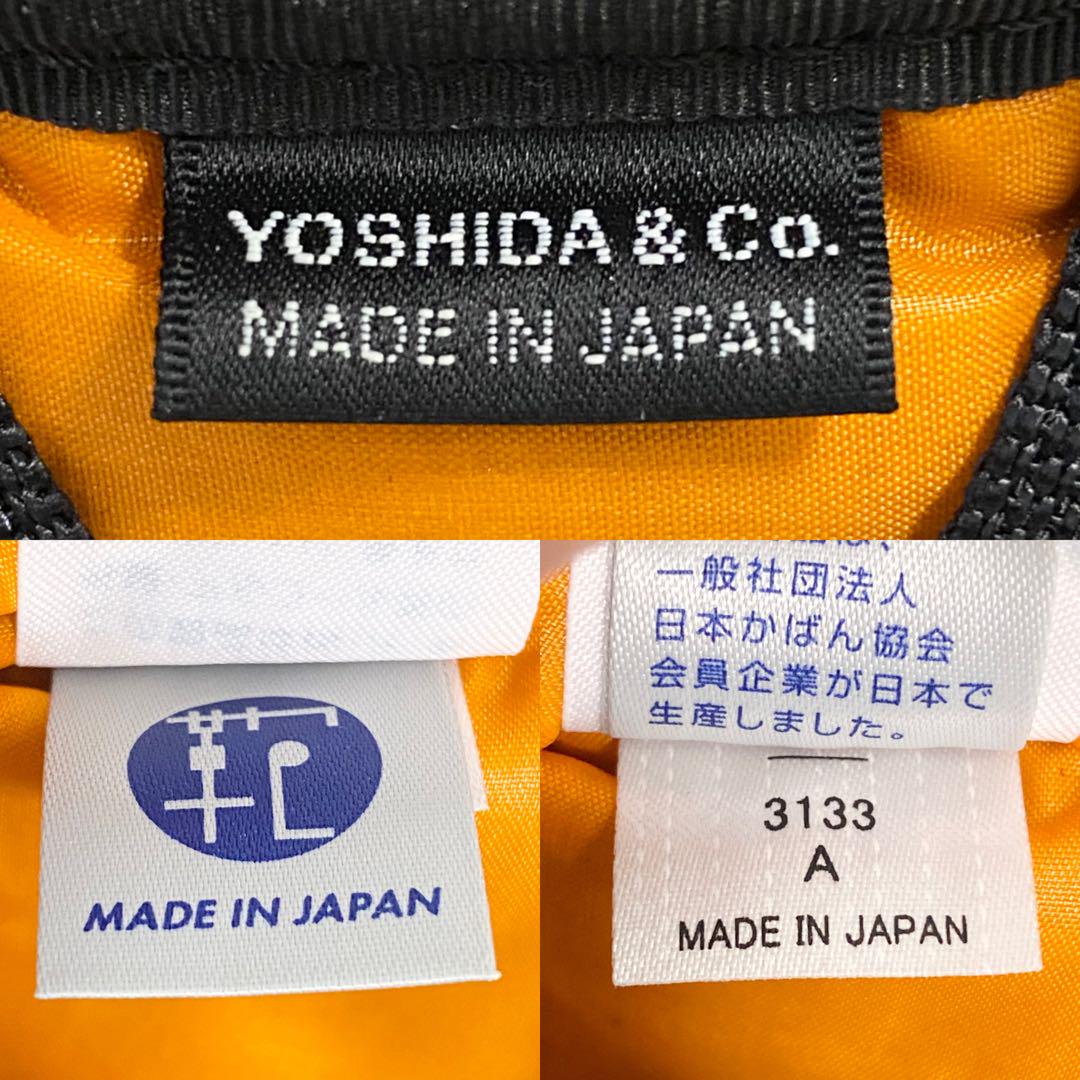 YOSHIDA & Co.
MADE IN JAPAN
MADE IN JAPAN
一般社団法人
日本かばん協会
会員企業が日本で
生産しました。
3133
A
MADE IN JAPAN